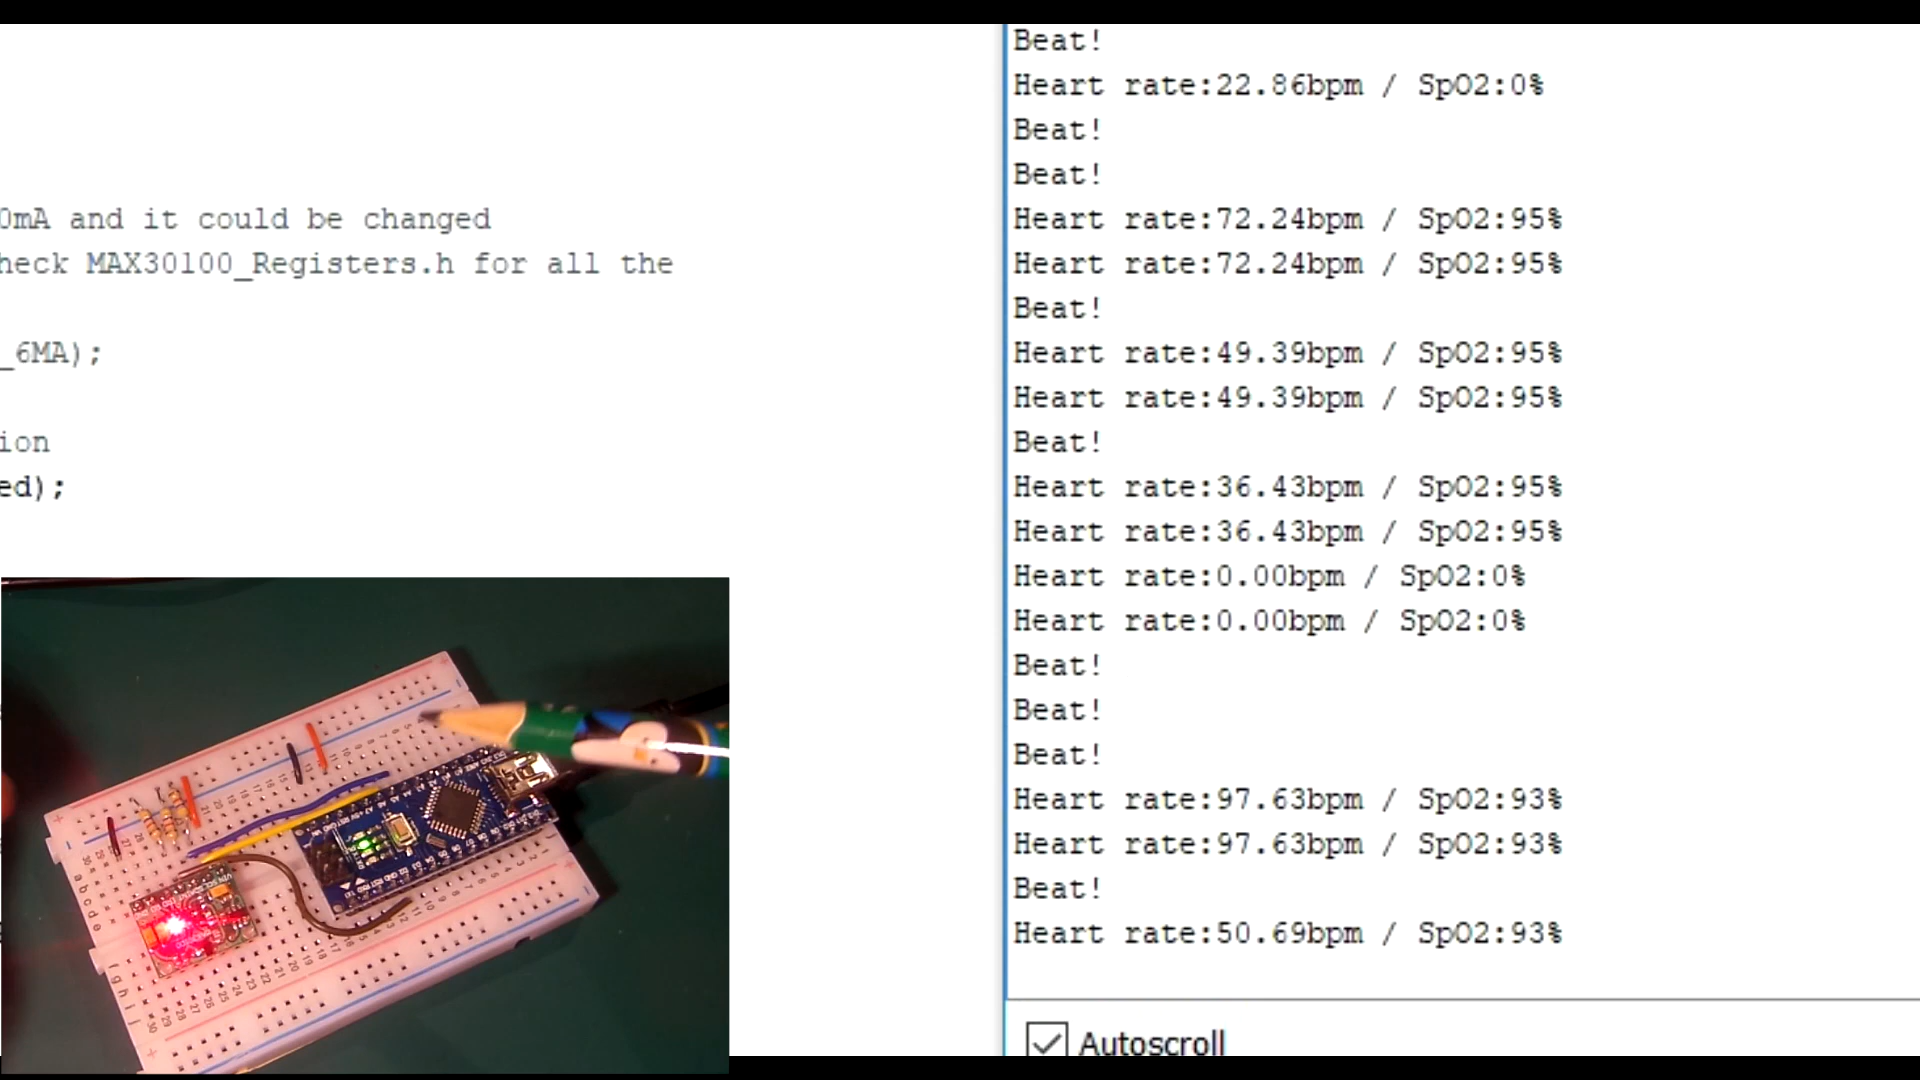 0mA and it could be changed
heck MAX30100_Registers.h for all the
_6MA);
ion
ed);
Beat!
Heart rate:22.86bpm / SpO2:0%
Beat!
Beat!
Heart rate:72.24bpm / SpO2:95%
Heart rate:72.24bpm / SpO2:95%
Beat!
Heart rate:49.39bpm / SpO2:95%
Heart rate:49.39bpm / SpO2:95%
Beat!
Heart rate:36.43bpm / SpO2:95%
Heart rate:36.43bpm / SpO2:95%
Heart rate:0.00bpm / SpO2:0%
Heart rate:0.00bpm / SpO2:0%
Beat!
Beat!
Beat!
Heart rate:97.63bpm / SpO2:93%
Heart rate:97.63bpm / SpO2:93%
Beat!
Heart rate:50.69bpm / SpO2:93%
Autoscroll